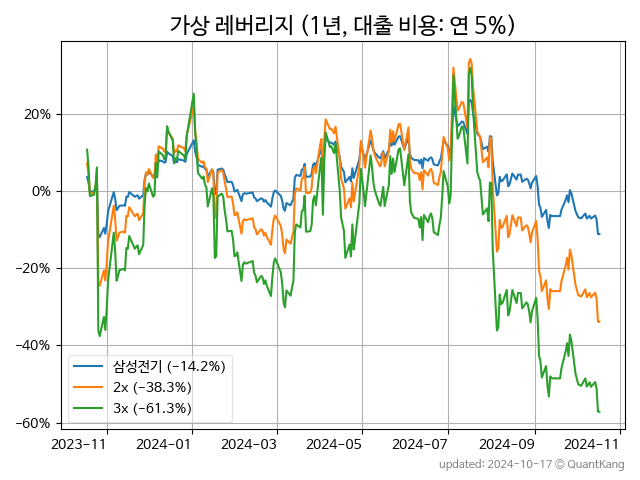 가상 레버리지 (1년, 대출 비용: 연 5%)
20%
0%
−20%
−40%
−60%
삼성전기 (−14.2%)
2x (−38.3%)
3x (−61.3%)
2023−11 2024−01 2024−03 2024−05 2024−07 2024−09 2024−11
updated: 2024-10-17 © QuantKang